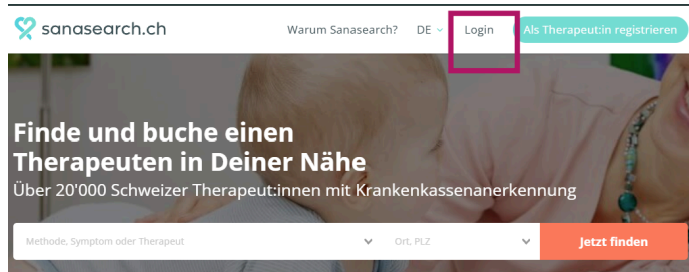 sanasearch.ch
Warum Sanasearch? DE Login Als Therapeut:in registrieren
Finde und buche einen
Therapeuten in Deiner Nähe
Über 20'000 Schweizer Therapeut:innen mit Krankenkassenanerkennung
Methode, Symptom oder Therapeut Ort, PLZ Jetzt finden